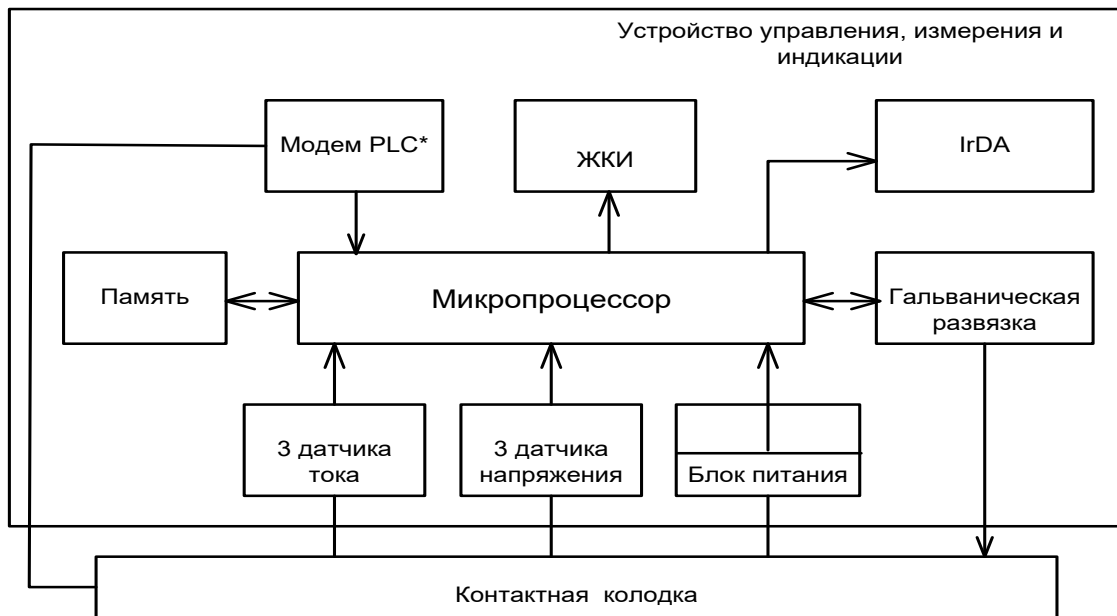 Устройство управления, измерения и
индикации
Модем PLC*
ЖКИ
IrDA
Память
Микропроцессор
Гальваническая
развязка
3 датчика
тока
3 датчика
напряжения
Блок питания
Контактная колодка